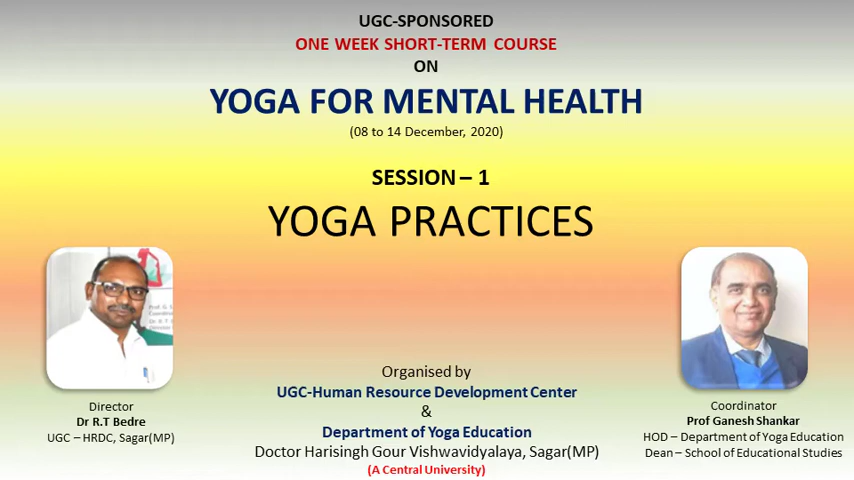 UGC-SPONSORED
ONE WEEK SHORT-TERM COURSE
ON
YOGA FOR MENTAL HEALTH
(08 to 14 December, 2020)
SESSION – 1
YOGA PRACTICES
Organised by
UGC-Human Resource Development Center
&
Department of Yoga Education
Doctor Harisingh Gour Vishwavidyalaya, Sagar(MP)
(A Central University)
Director
Dr R.T Bedre
UGC – HRDC, Sagar(MP)
Coordinator
Prof Ganesh Shankar
HOD – Department of Yoga Education
Dean – School of Educational Studies